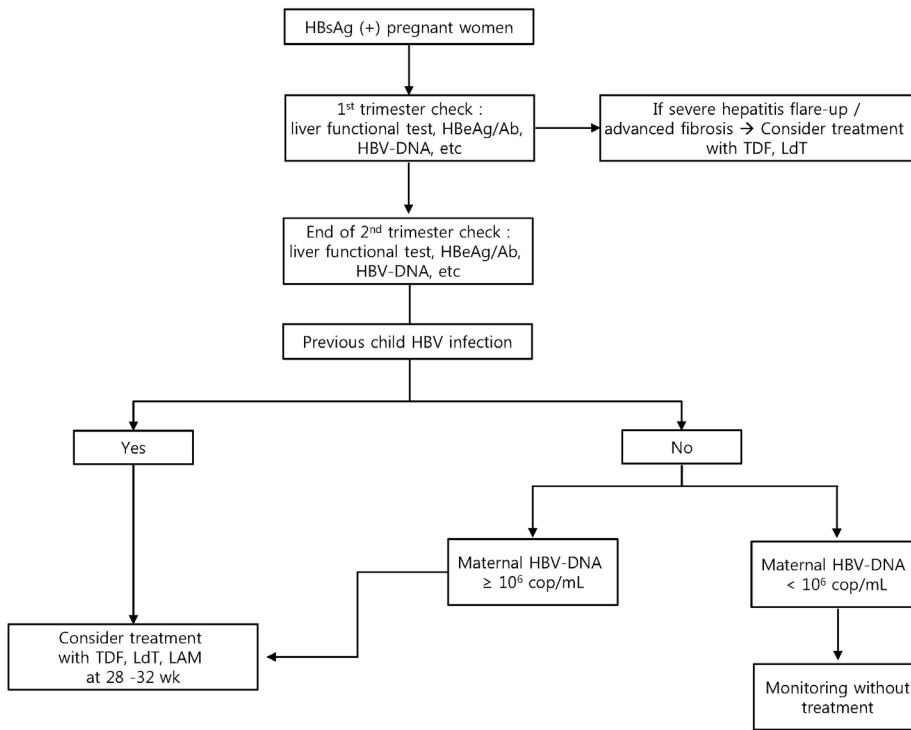 HBsAg (+) pregnant women
1st trimester check :
liver functional test, HBeAg/Ab,
HBV-DNA, etc
If severe hepatitis flare-up /
advanced fibrosis → Consider treatment
with TDF, LdT
End of 2nd trimester check :
liver functional test, HBeAg/Ab,
HBV-DNA, etc
Previous child HBV infection
Yes
No
Maternal HBV-DNA
≥ 10⁶ cop/mL
Maternal HBV-DNA
< 10⁶ cop/mL
Consider treatment
with TDF, LdT, LAM
at 28 -32 wk
Monitoring without
treatment